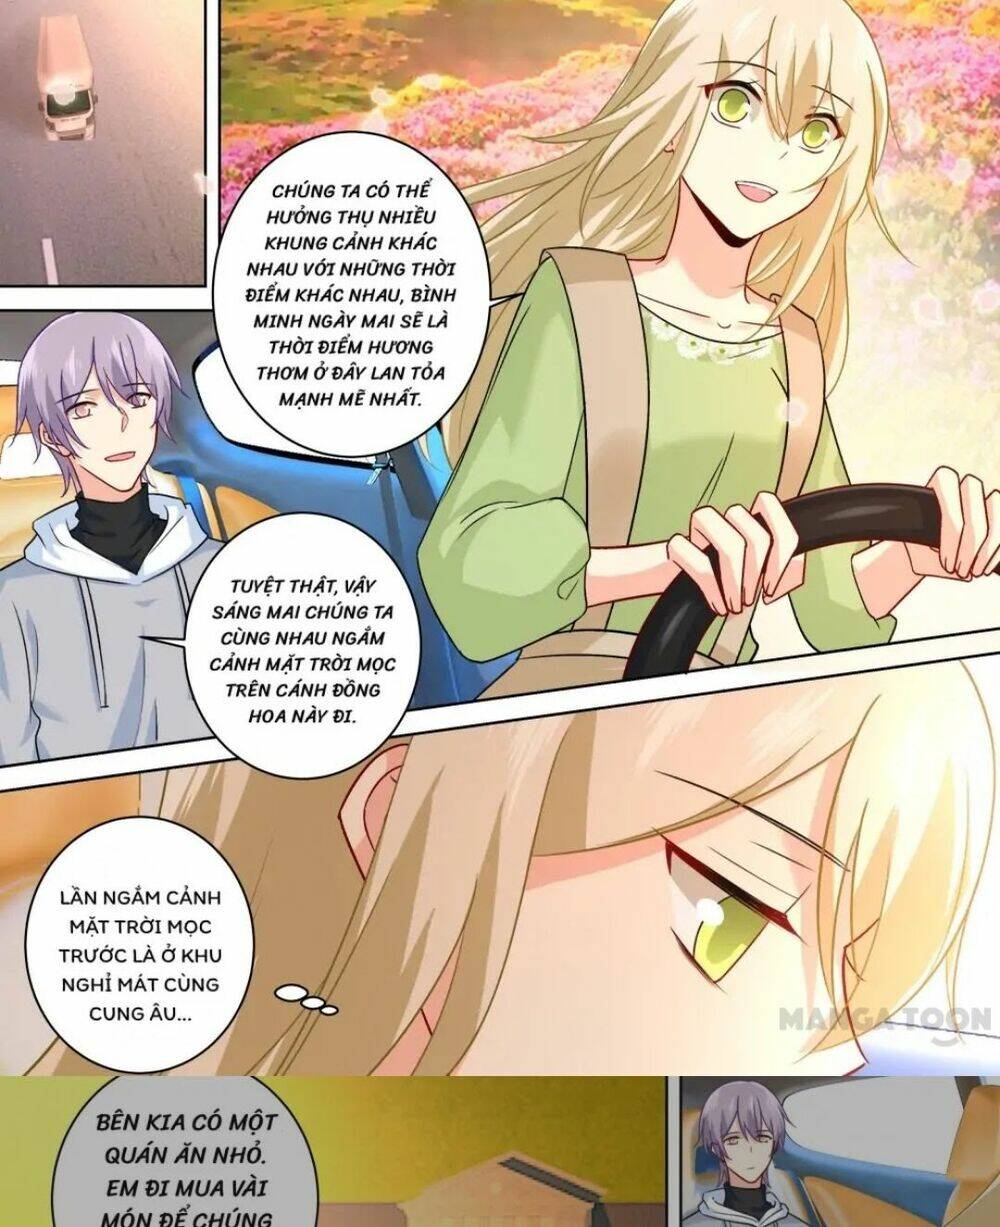 CHÚNG TA CÓ THỂ
HƯỞNG THỤ NHIỀU
KHUNG CẢNH KHÁC
NHAU VỚI NHỮNG THỜI
ĐIỂM KHÁC NHAU, BÌNH
MINH NGÀY MAI SẼ LÀ
THỜI ĐIỂM HƯƠNG
THƠM Ở ĐÂY LAN TỎA
MẠNH MẼ NHẤT.
TUYỆT THẬT, VẬY
SÁNG MAI CHÚNG TA
CÙNG NHAU NGẮM
CẢNH MẶT TRỜI MỌC
TRÊN CÁNH ĐỒNG
HOA NÀY ĐI.
LẦN NGẮM CẢNH
MẶT TRỜI MỌC
TRƯỚC LÀ Ở KHU
NGHỈ MÁT CÙNG
CUNG ÂU...
MANGA TOON
BÊN KIA CÓ MỘT
QUÁN ĂN NHỎ.
EM ĐI MUA VÀI
MÓN ĐỂ CHÚNG